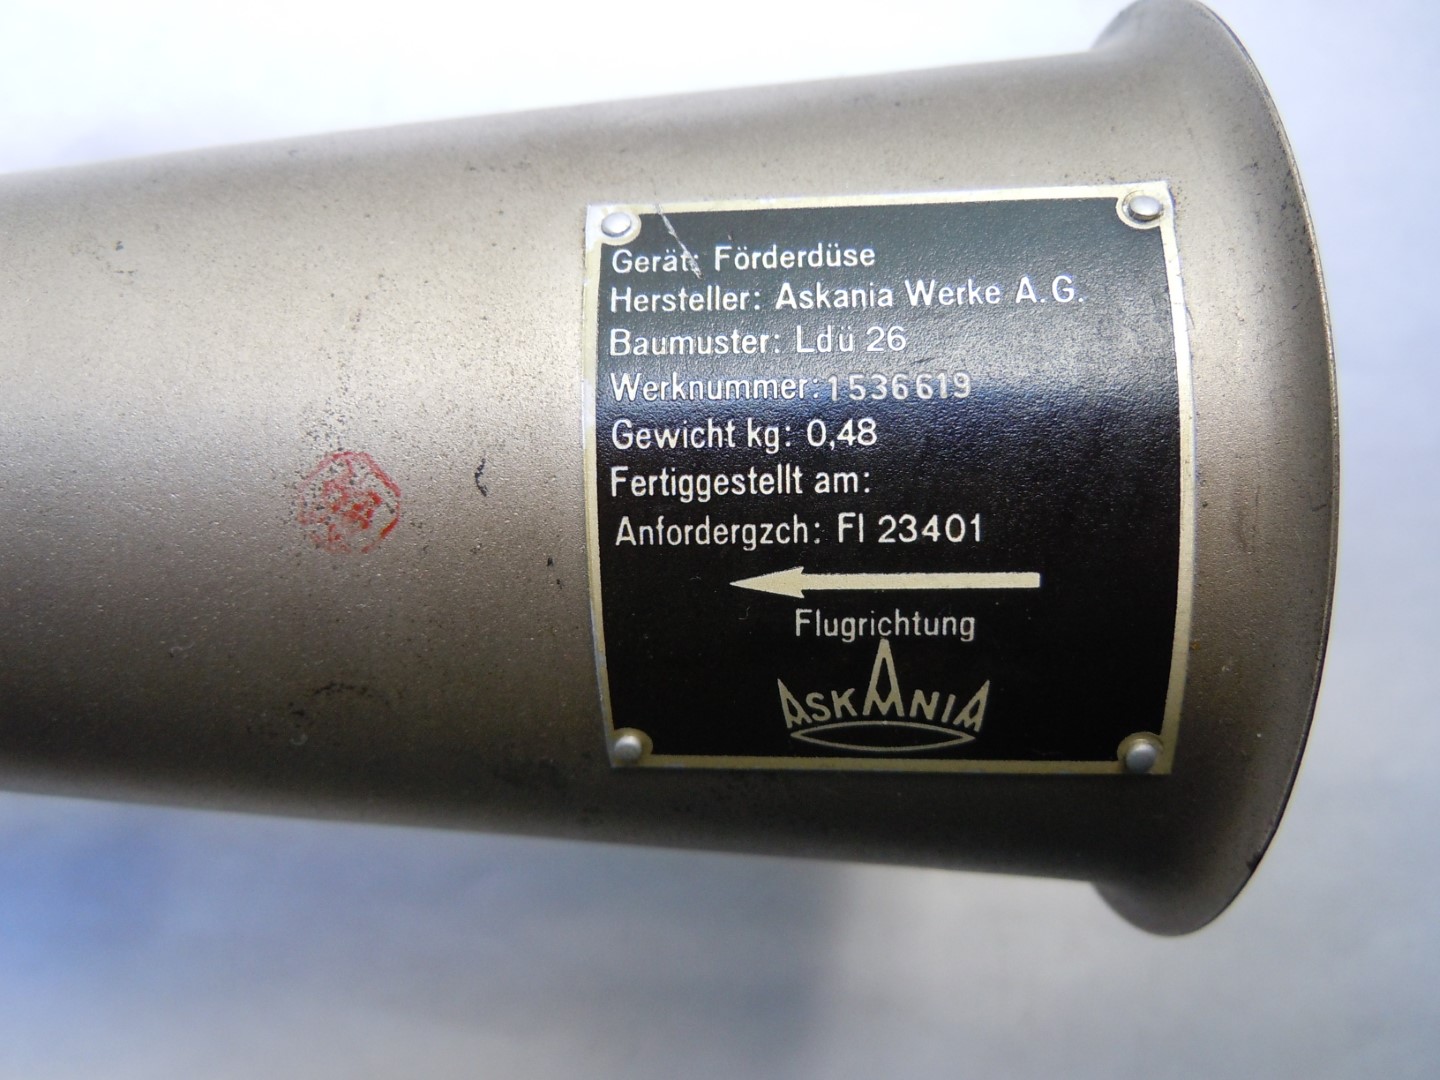 Gerät: Förderdüse
Hersteller: Askania Werke A.G.
Baumuster: Ldü 26
Werknummer: 1536619
Gewicht kg: 0,48
Fertiggestellt am:
Anfordergzch: Fl 23401
Flugrichtung
ASKANIA